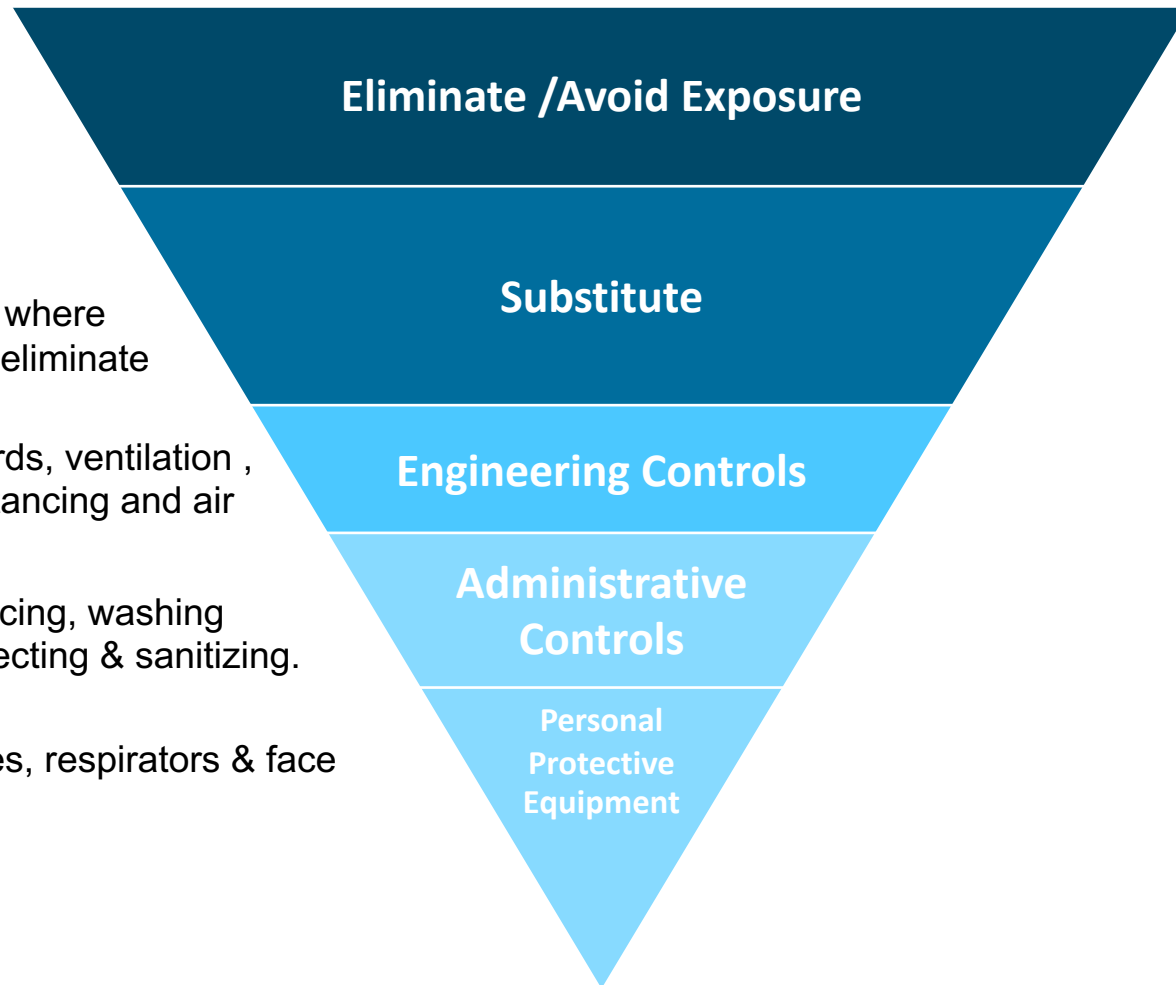 Eliminate /Avoid Exposure
Substitute
where
eliminate
rds, ventilation ,
tancing and air
Engineering Controls
Administrative
Controls
cing, washing
ecting & sanitizing.
Personal
Protective
Equipment
es, respirators & face